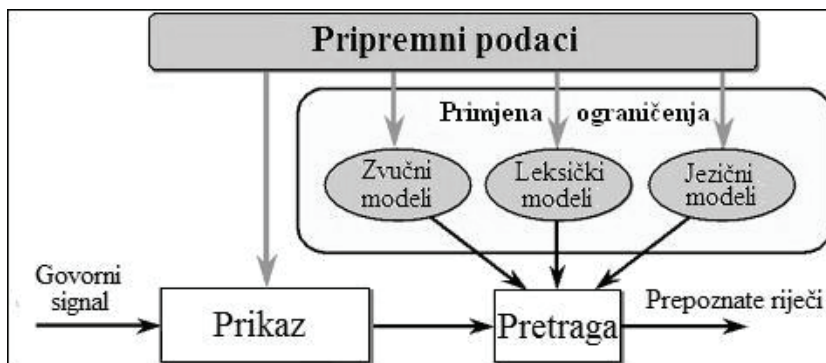 Pripremni podaci
Primjena ograničenja
Zvučni
modeli
Leksički
modeli
Jezični
modeli
Govorni
signal
Prikaz
Pretraga
Prepoznate riječi